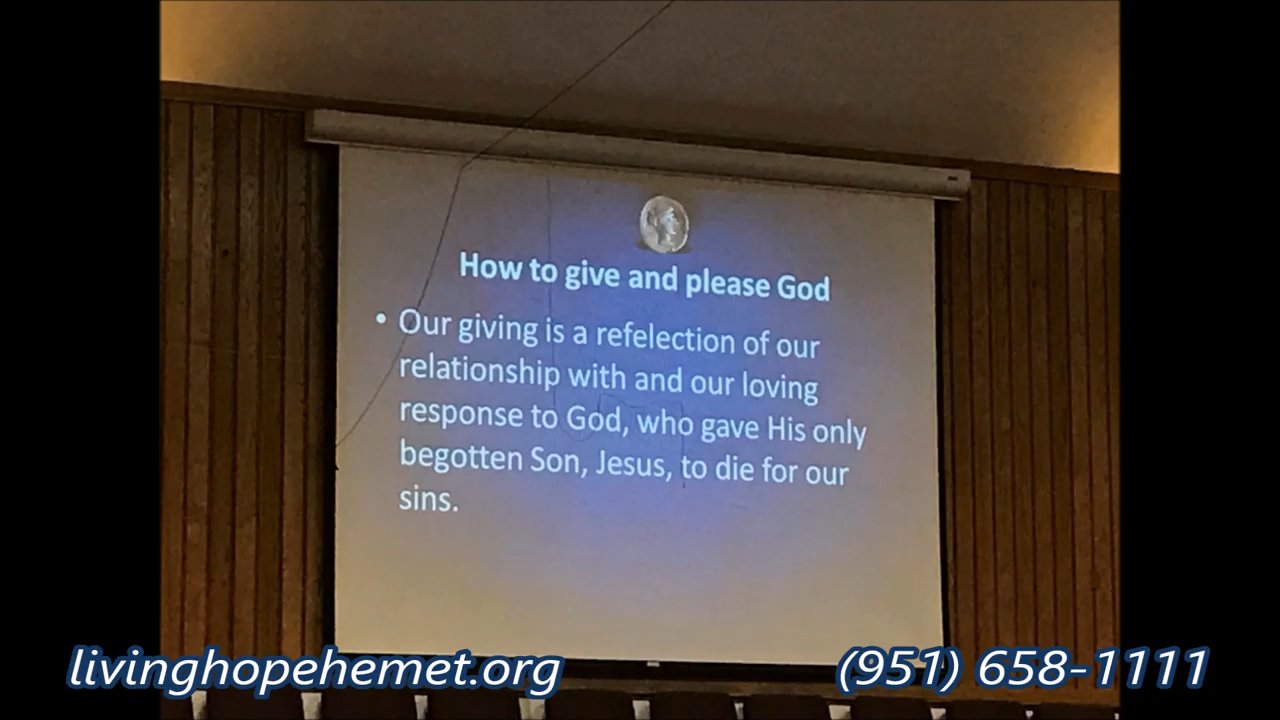 How to give and please God
• Our giving is a refelection of our
relationship with and our loving
response to God, who gave His only
begotten Son, Jesus, to die for our
sins.
livinghopehemet.org
(951) 658-1111